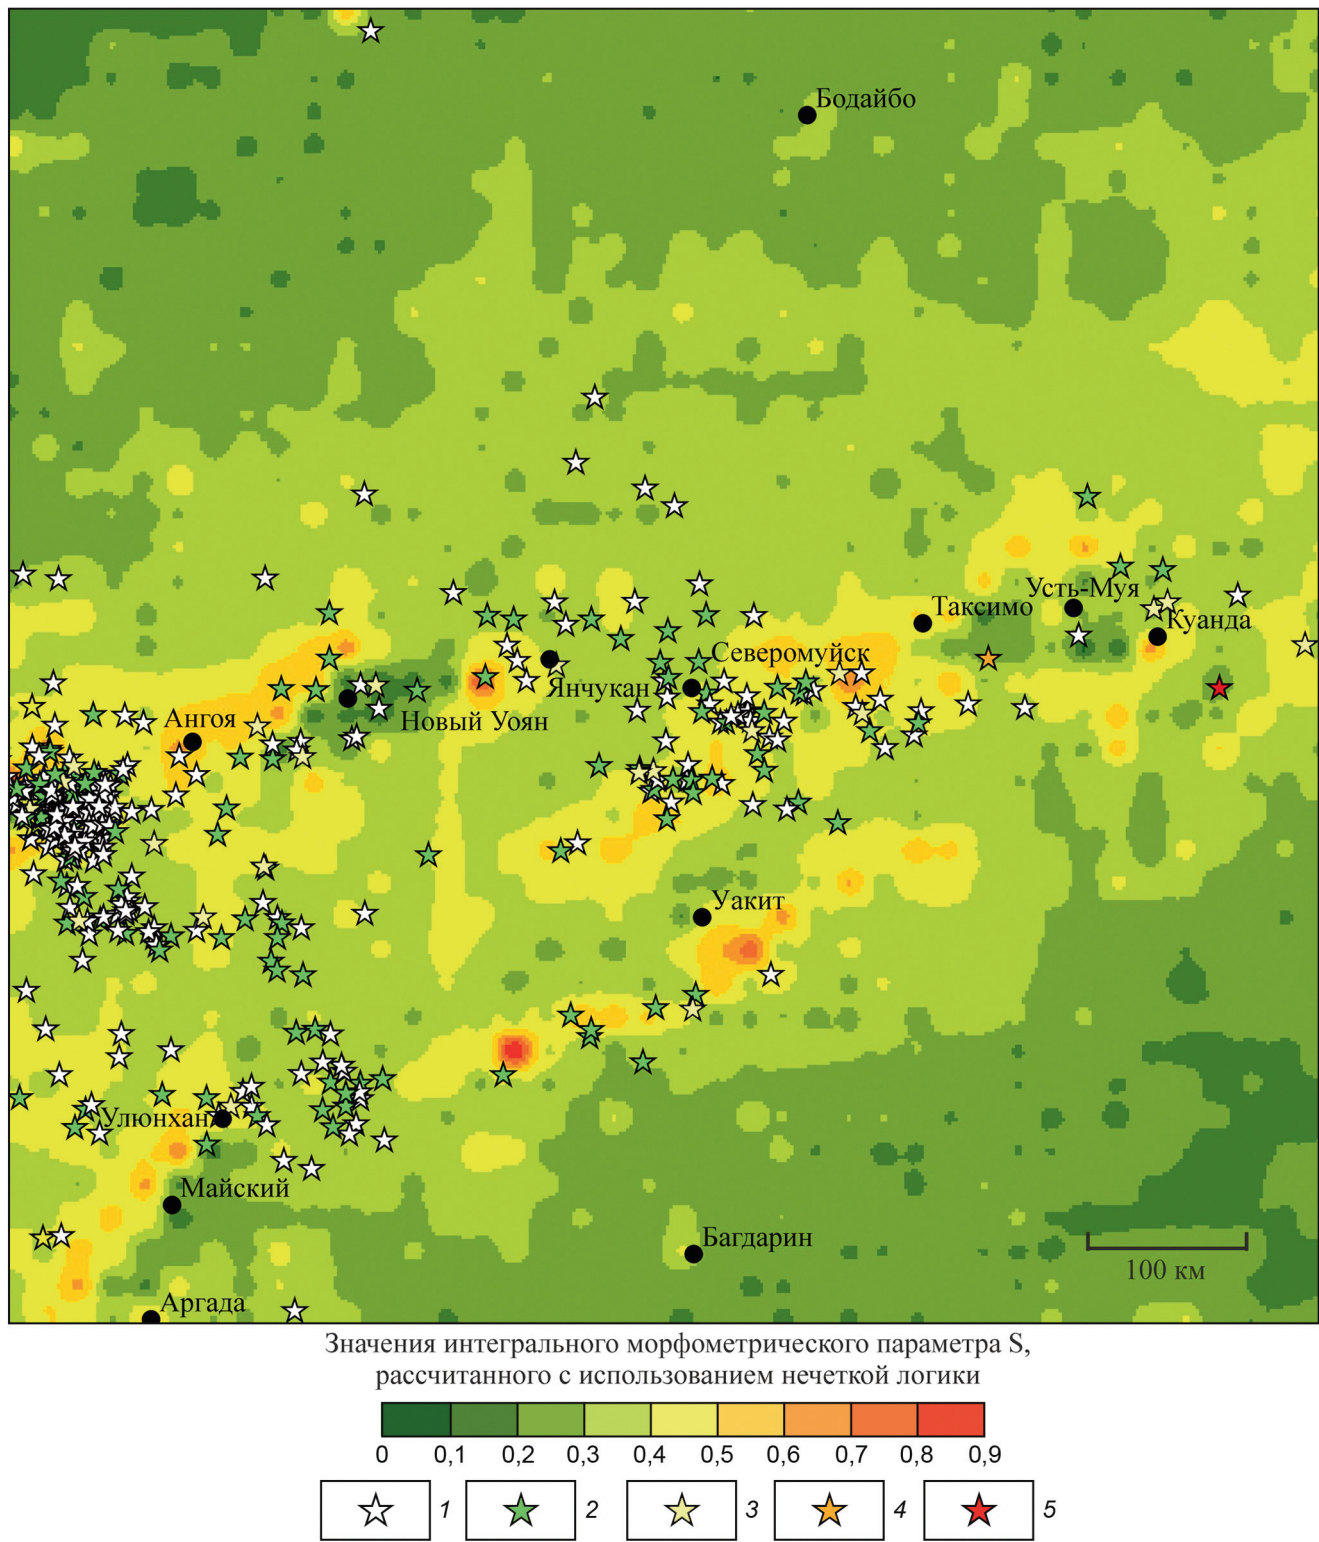 Бодайбо
Усть-Муя
Таксимо
Куанда
Северомуйск
Янчукан
Новый Уоян
Ангоя
Уакит
Улюнхан
Майский
Багдарин
100 км
Аргада
Значения интегрального морфометрического параметра S,
рассчитанного с использованием нечеткой логики
0 0,1 0,2 0,3 0,4 0,5 0,6 0,7 0,8 0,9
1 2 3 4 5